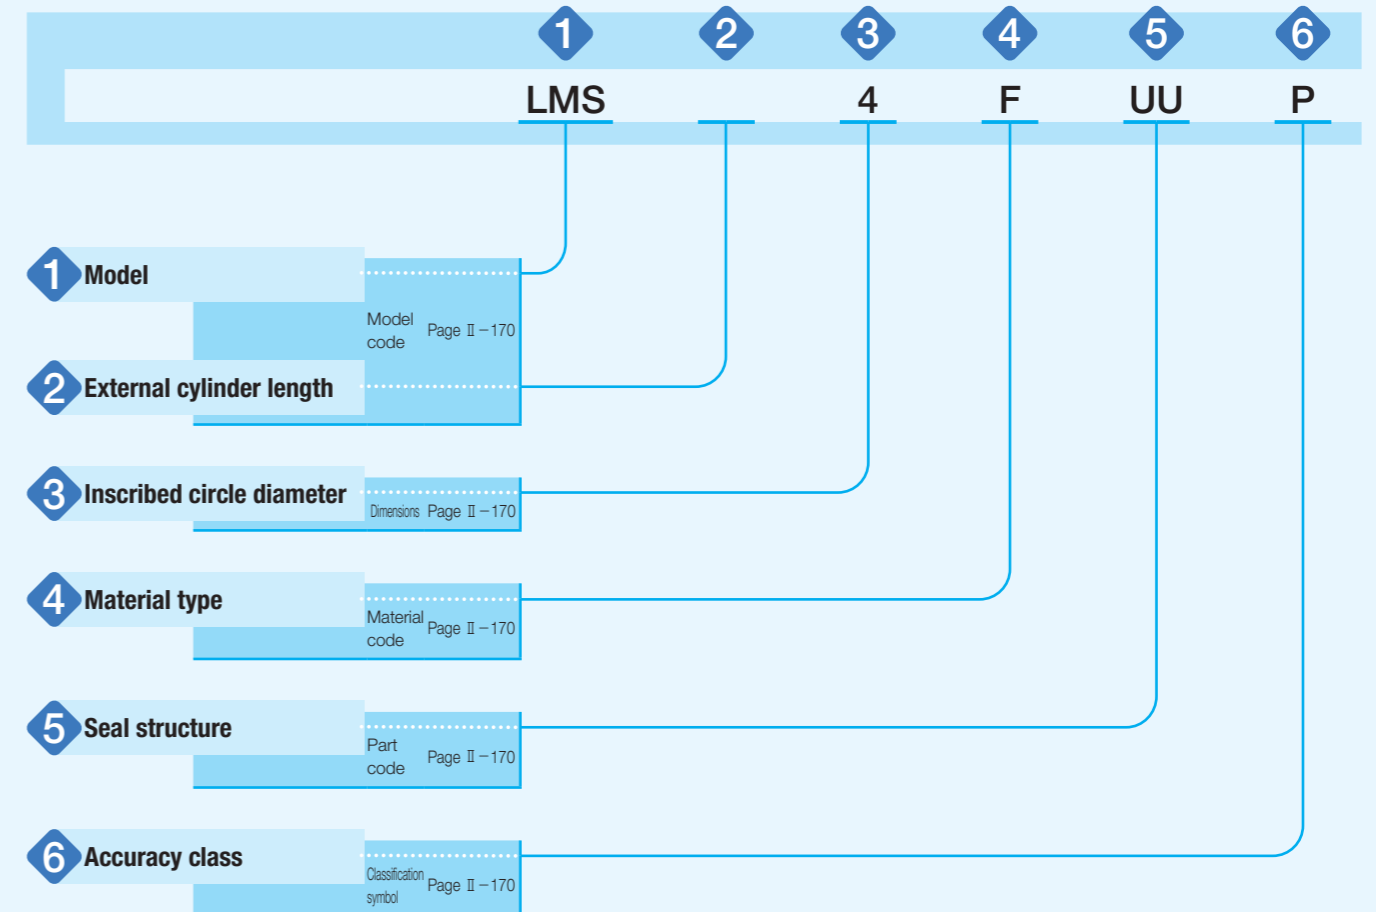 1 2 3 4 5 6
LMS 4 F UU P
1 Model
Model code Page Ⅱ－170
2 External cylinder length
3 Inscribed circle diameter
Dimensions Page Ⅱ－170
4 Material type
Material code Page Ⅱ－170
5 Seal structure
Part code Page Ⅱ－170
6 Accuracy class
Classification symbol Page Ⅱ－170